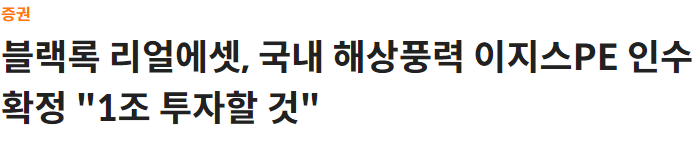 증권
블랙록 리얼에셋, 국내 해상풍력 이지스PE 인수
확정 "1조 투자할 것"